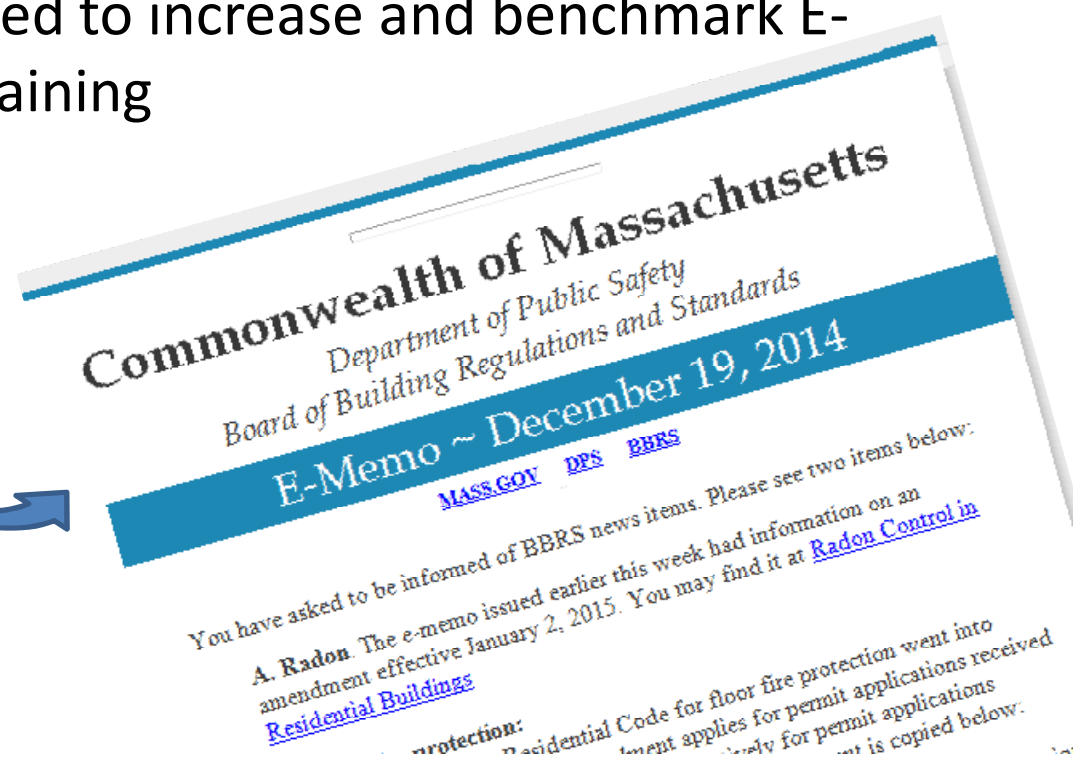 ed to increase and benchmark E-
aining
Commonwealth of Massachusetts
Department of Public Safety
Board of Building Regulations and Standards
E-Memo ~ December 19, 2014
MASS.GOV DPS BBRS
You have asked to be informed of BBRS news items. Please see two items below:
A. Radon. The e-memo issued earlier this week had information on an
amendment effective January 2, 2015. You may find it at Radon Control in
Residential Buildings
protection:
Residential Code for floor fire protection went into
ment applies for permit applications received
vely for permit applications
nt is copied below: